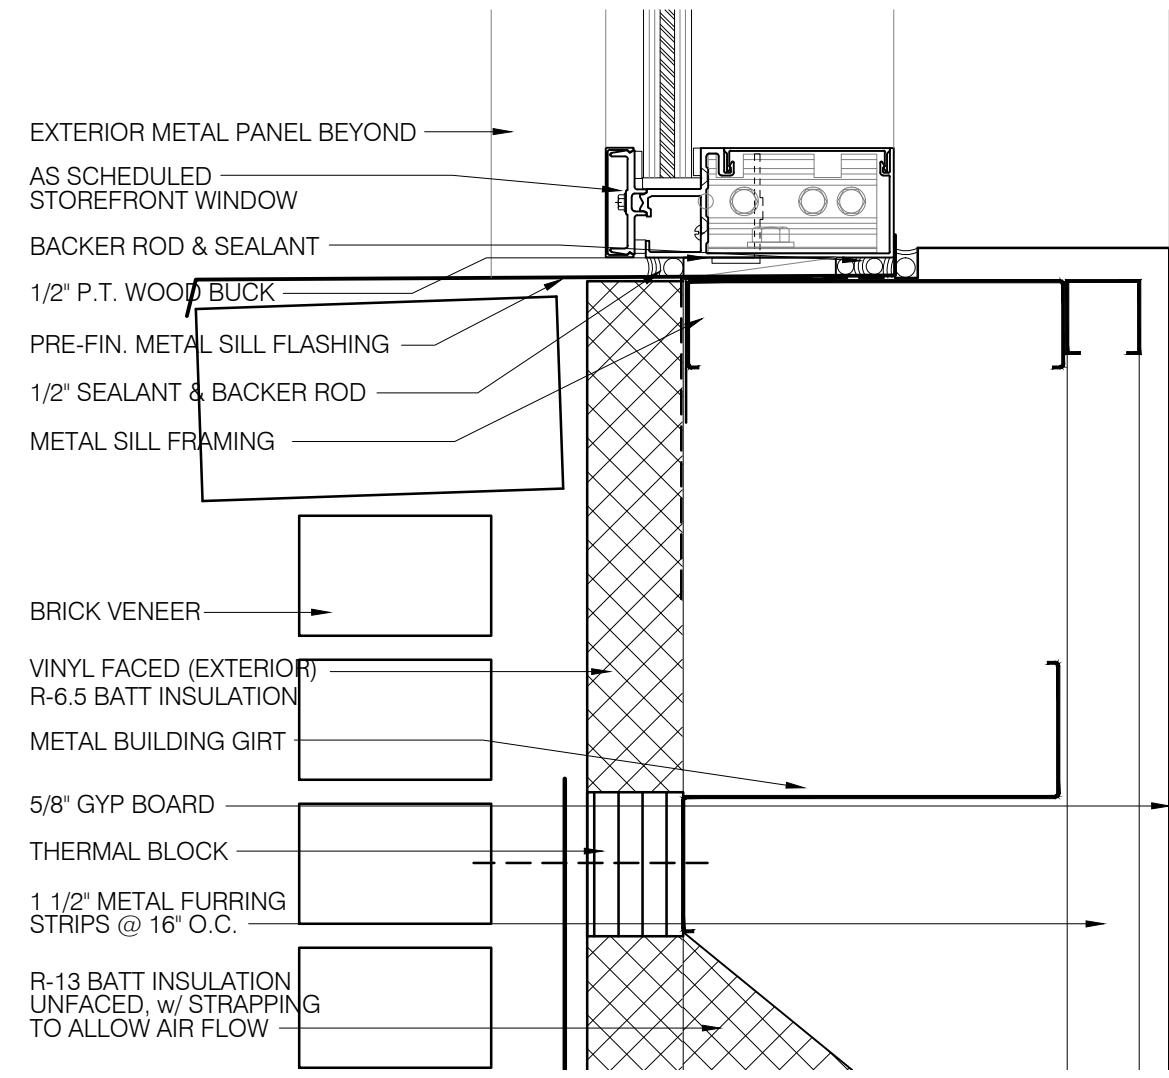 EXTERIOR METAL PANEL BEYOND
AS SCHEDULED
STOREFRONT WINDOW
BACKER ROD & SEALANT
1/2" P.T. WOOD BUCK
PRE-FIN. METAL SILL FLASHING
1/2" SEALANT & BACKER ROD
METAL SILL FRAMING
BRICK VENEER
VINYL FACED (EXTERIOR)
R-6.5 BATT INSULATION
METAL BUILDING GIRT
5/8" GYP BOARD
THERMAL BLOCK
1 1/2" METAL FURRING
STRIPS @ 16" O.C.
R-13 BATT INSULATION
UNFACED, w/ STRAPPING
TO ALLOW AIR FLOW